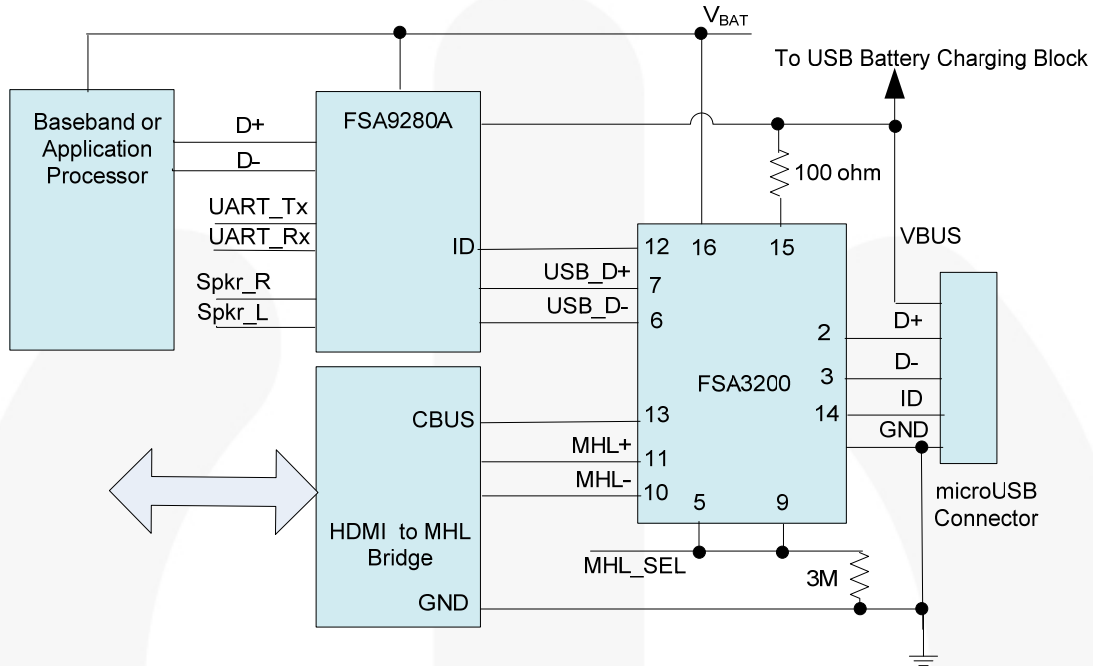 VBAT
To USB Battery Charging Block
Baseband or
Application
Processor
D+
D-
FSA9280A
UART_Tx
UART_Rx
Spkr_R
Spkr_L
ID
USB_D+
USB_D-
100 ohm
12
16
15
7
6
FSA3200
13
11
10
5
9
2
3
14
VBUS
D+
D-
ID
GND
microUSB
Connector
CBUS
MHL+
MHL-
HDMI to MHL
Bridge
GND
MHL_SEL
3M